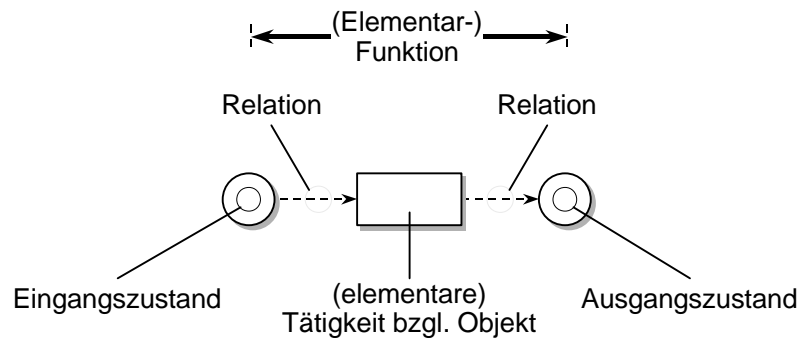 (Elementar-)
Funktion
Relation
Relation
Eingangszustand
(elementare)
Tätigkeit bzgl. Objekt
Ausgangszustand